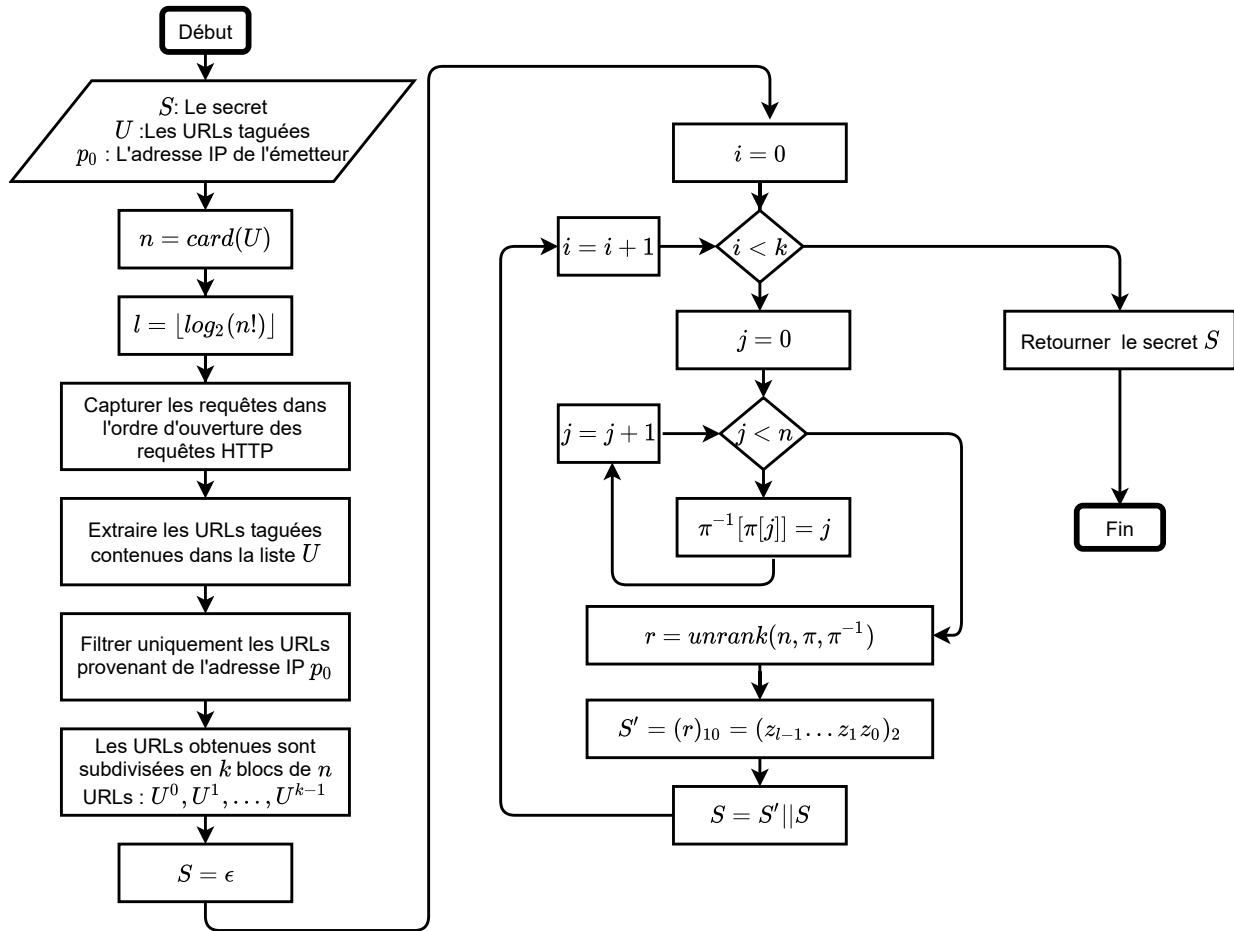 Début
S: Le secret
U :Les URLs taguées
p₀ : L'adresse IP de l'émetteur
n = card(U)
l = ⌊log₂(n!)⌋
Capturer les requêtes dans
l'ordre d'ouverture des
requêtes HTTP
Extraire les URLs taguées
contenues dans la liste U
Filtrer uniquement les URLs
provenant de l'adresse IP p₀
Les URLs obtenues sont
subdivisées en k blocs de n
URLs : U⁰, U¹, …, Uᵏ⁻¹
S = ϵ
i = 0
i = i + 1
i < k
j = 0
Retourner le secret S
j = j + 1
j < n
π⁻¹[π[j]] = j
Fin
r = unrank(n, π, π⁻¹)
S′ = (r)₁₀ = (zₗ₋₁…z₁z₀)₂
S = S′||S